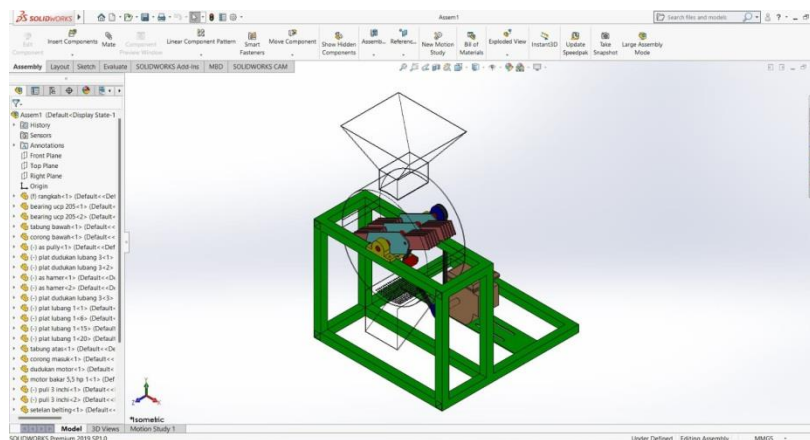 SOLIDWORKS
Assem1
Search files and models
Edit Component
Insert Components
Mate
Component Preview Window
Linear Component Pattern
Smart Fasteners
Move Component
Show Hidden Components
Assemb...
Referenc...
New Motion Study
Bill of Materials
Exploded View
Instant3D
Update Speedpak
Take Snapshot
Large Assembly Mode
Assembly Layout Sketch Evaluate SOLIDWORKS Add-Ins MBD SOLIDWORKS CAM
Assem1 (Default<Display State-1
History
Sensors
Annotations
Front Plane
Top Plane
Right Plane
Origin
(f) rangkah<1> (Default<<Def
bearing ucp 205<1> (Default<
bearing ucp 205<2> (Default<
tabung bawah<1> (Default<<
corong bawah<1> (Default<<
(-) as pully<1> (Default<<Def
(-) plat dudukan lubang 3<1>
(-) plat dudukan lubang 3<2>
(-) as hamer<1> (Default<<D
(-) as hamer<2> (Default<<D
(-) plat dudukan lubang 3<3>
(-) plat lubang 1<1> (Default<
(-) plat lubang 1<6> (Default<
(-) plat lubang 1<15> (Default
(-) plat lubang 1<20> (Default
tabung atas<1> (Default<<De
corong masuk<1> (Default<<
dudukan motor<1> (Default<
motor bakar 5,5 hp 1<1> (Def
(-) puli 3 inchi<1> (Default<<
(-) puli 3 inchi<2> (Default<<
setelan belting<1> (Default<<
*Isometric
Model 3D Views Motion Study 1
SOLIDWORKS Premium 2019 SP1.0
Under Defined Editing Assembly MMGS